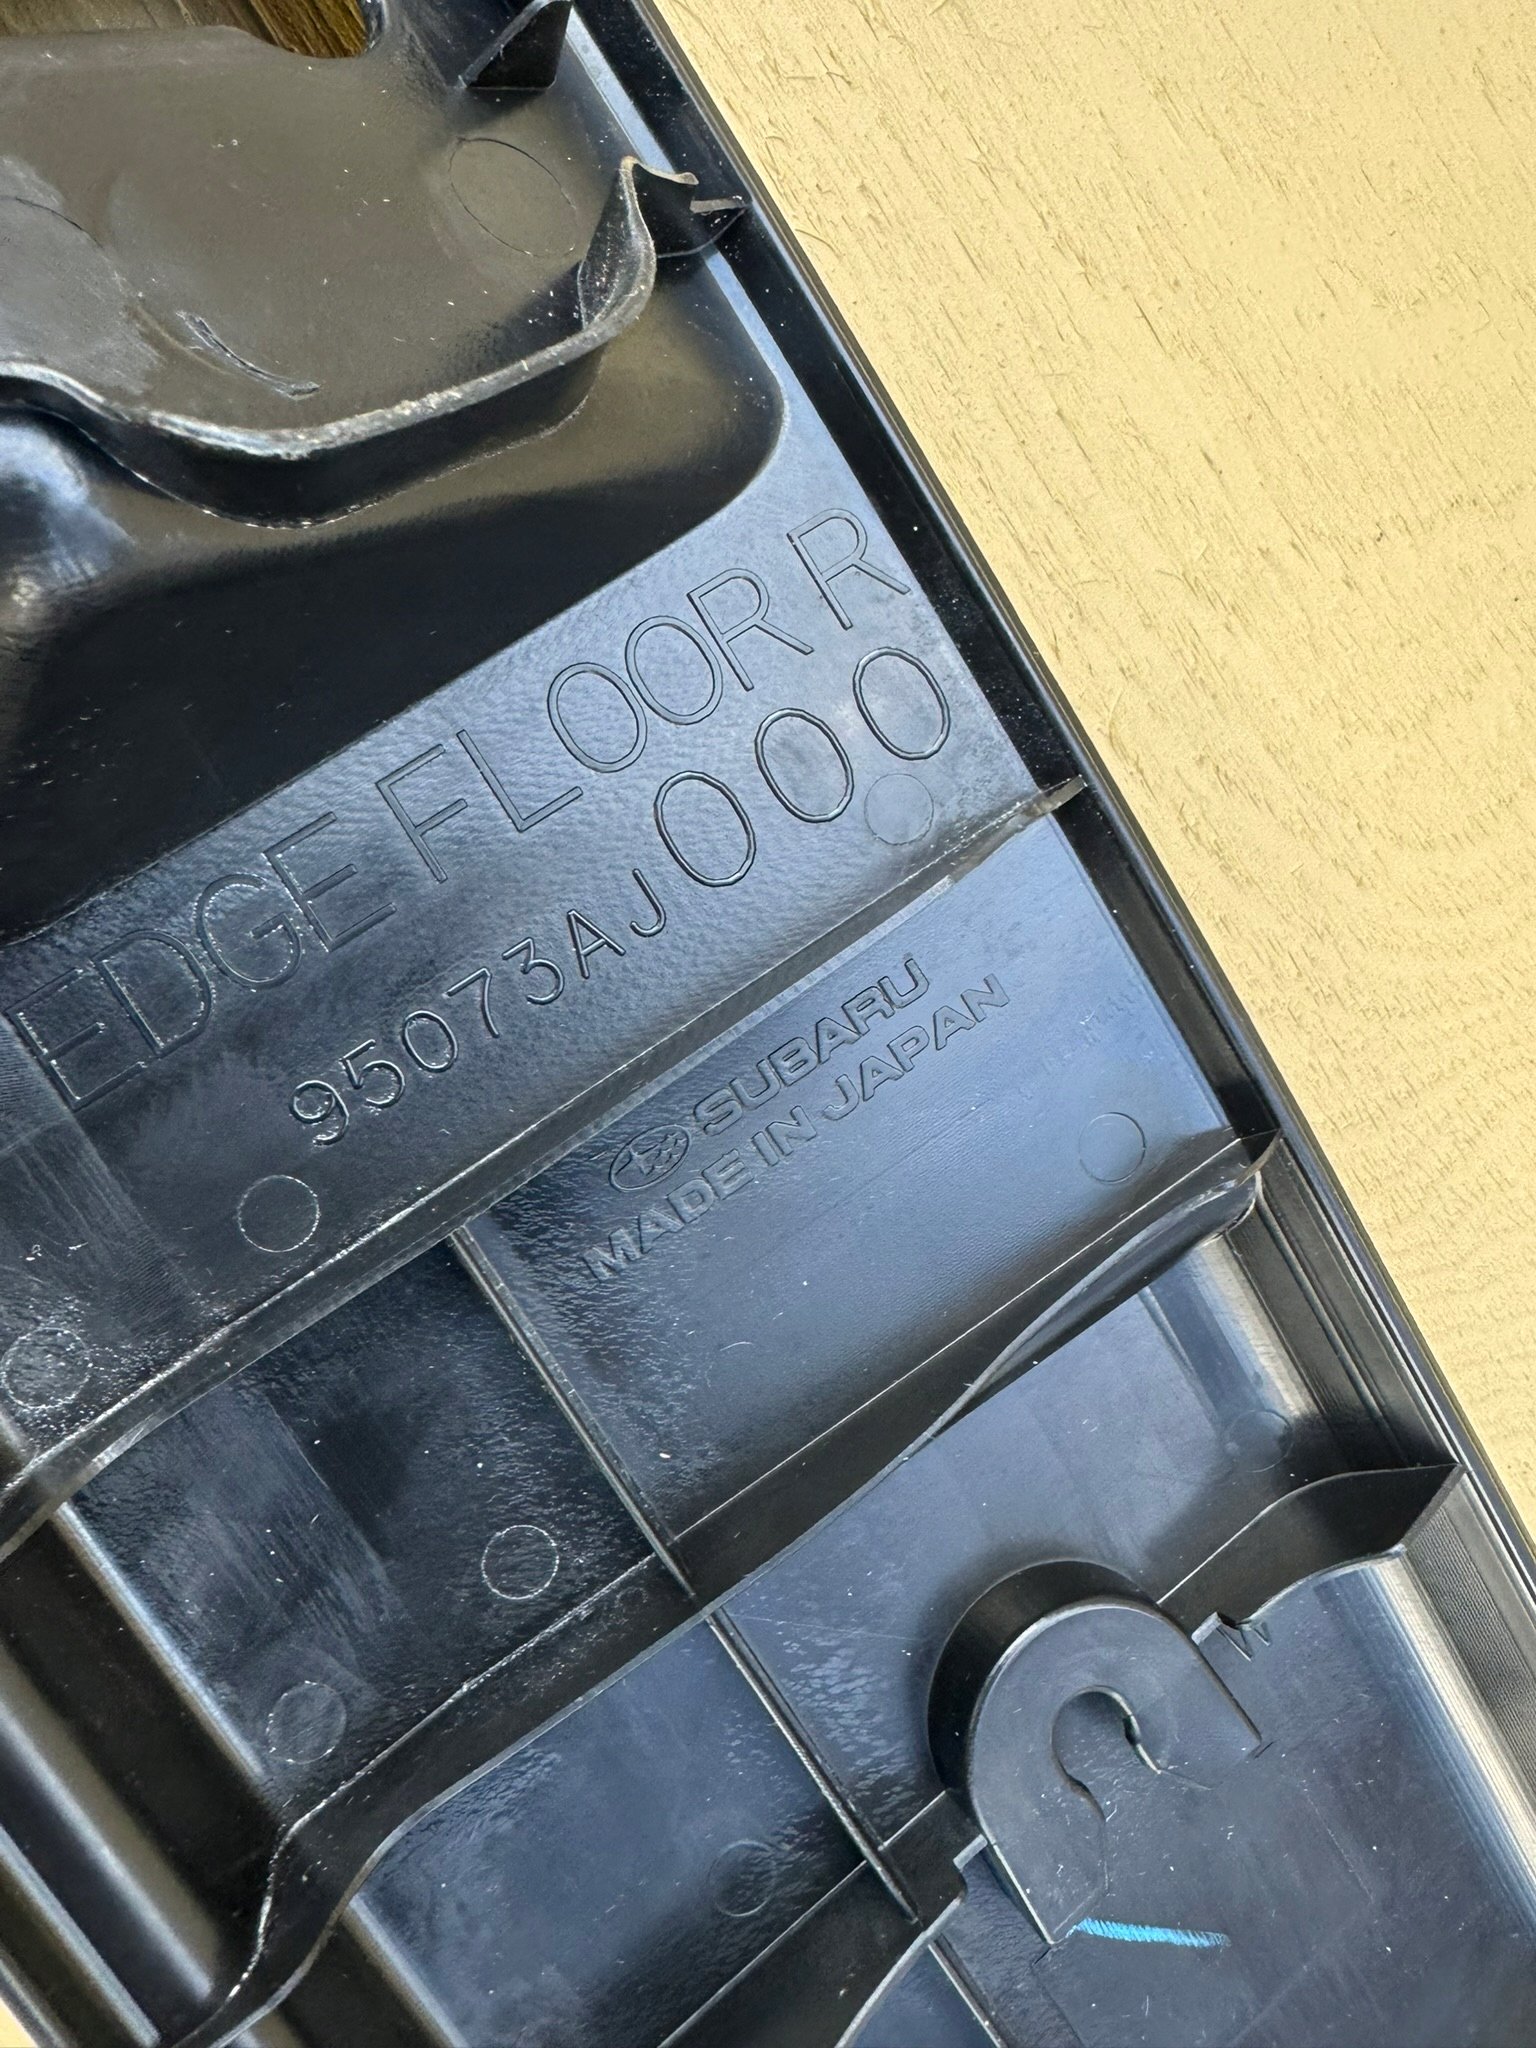 EDGE FLOOR R
95073AJ000
SUBARU
MADE IN JAPAN
W